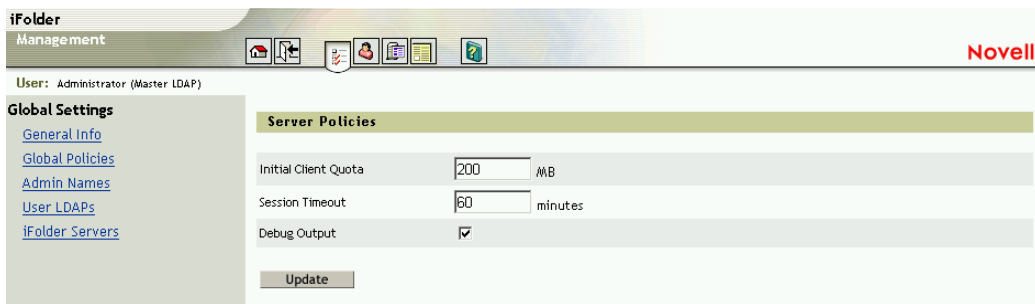 iFolder
Management
Novell
User: Administrator (Master LDAP)
Global Settings
General Info
Global Policies
Admin Names
User LDAPs
iFolder Servers
Server Policies
Initial Client Quota 200 MB
Session Timeout 60 minutes
Debug Output
Update